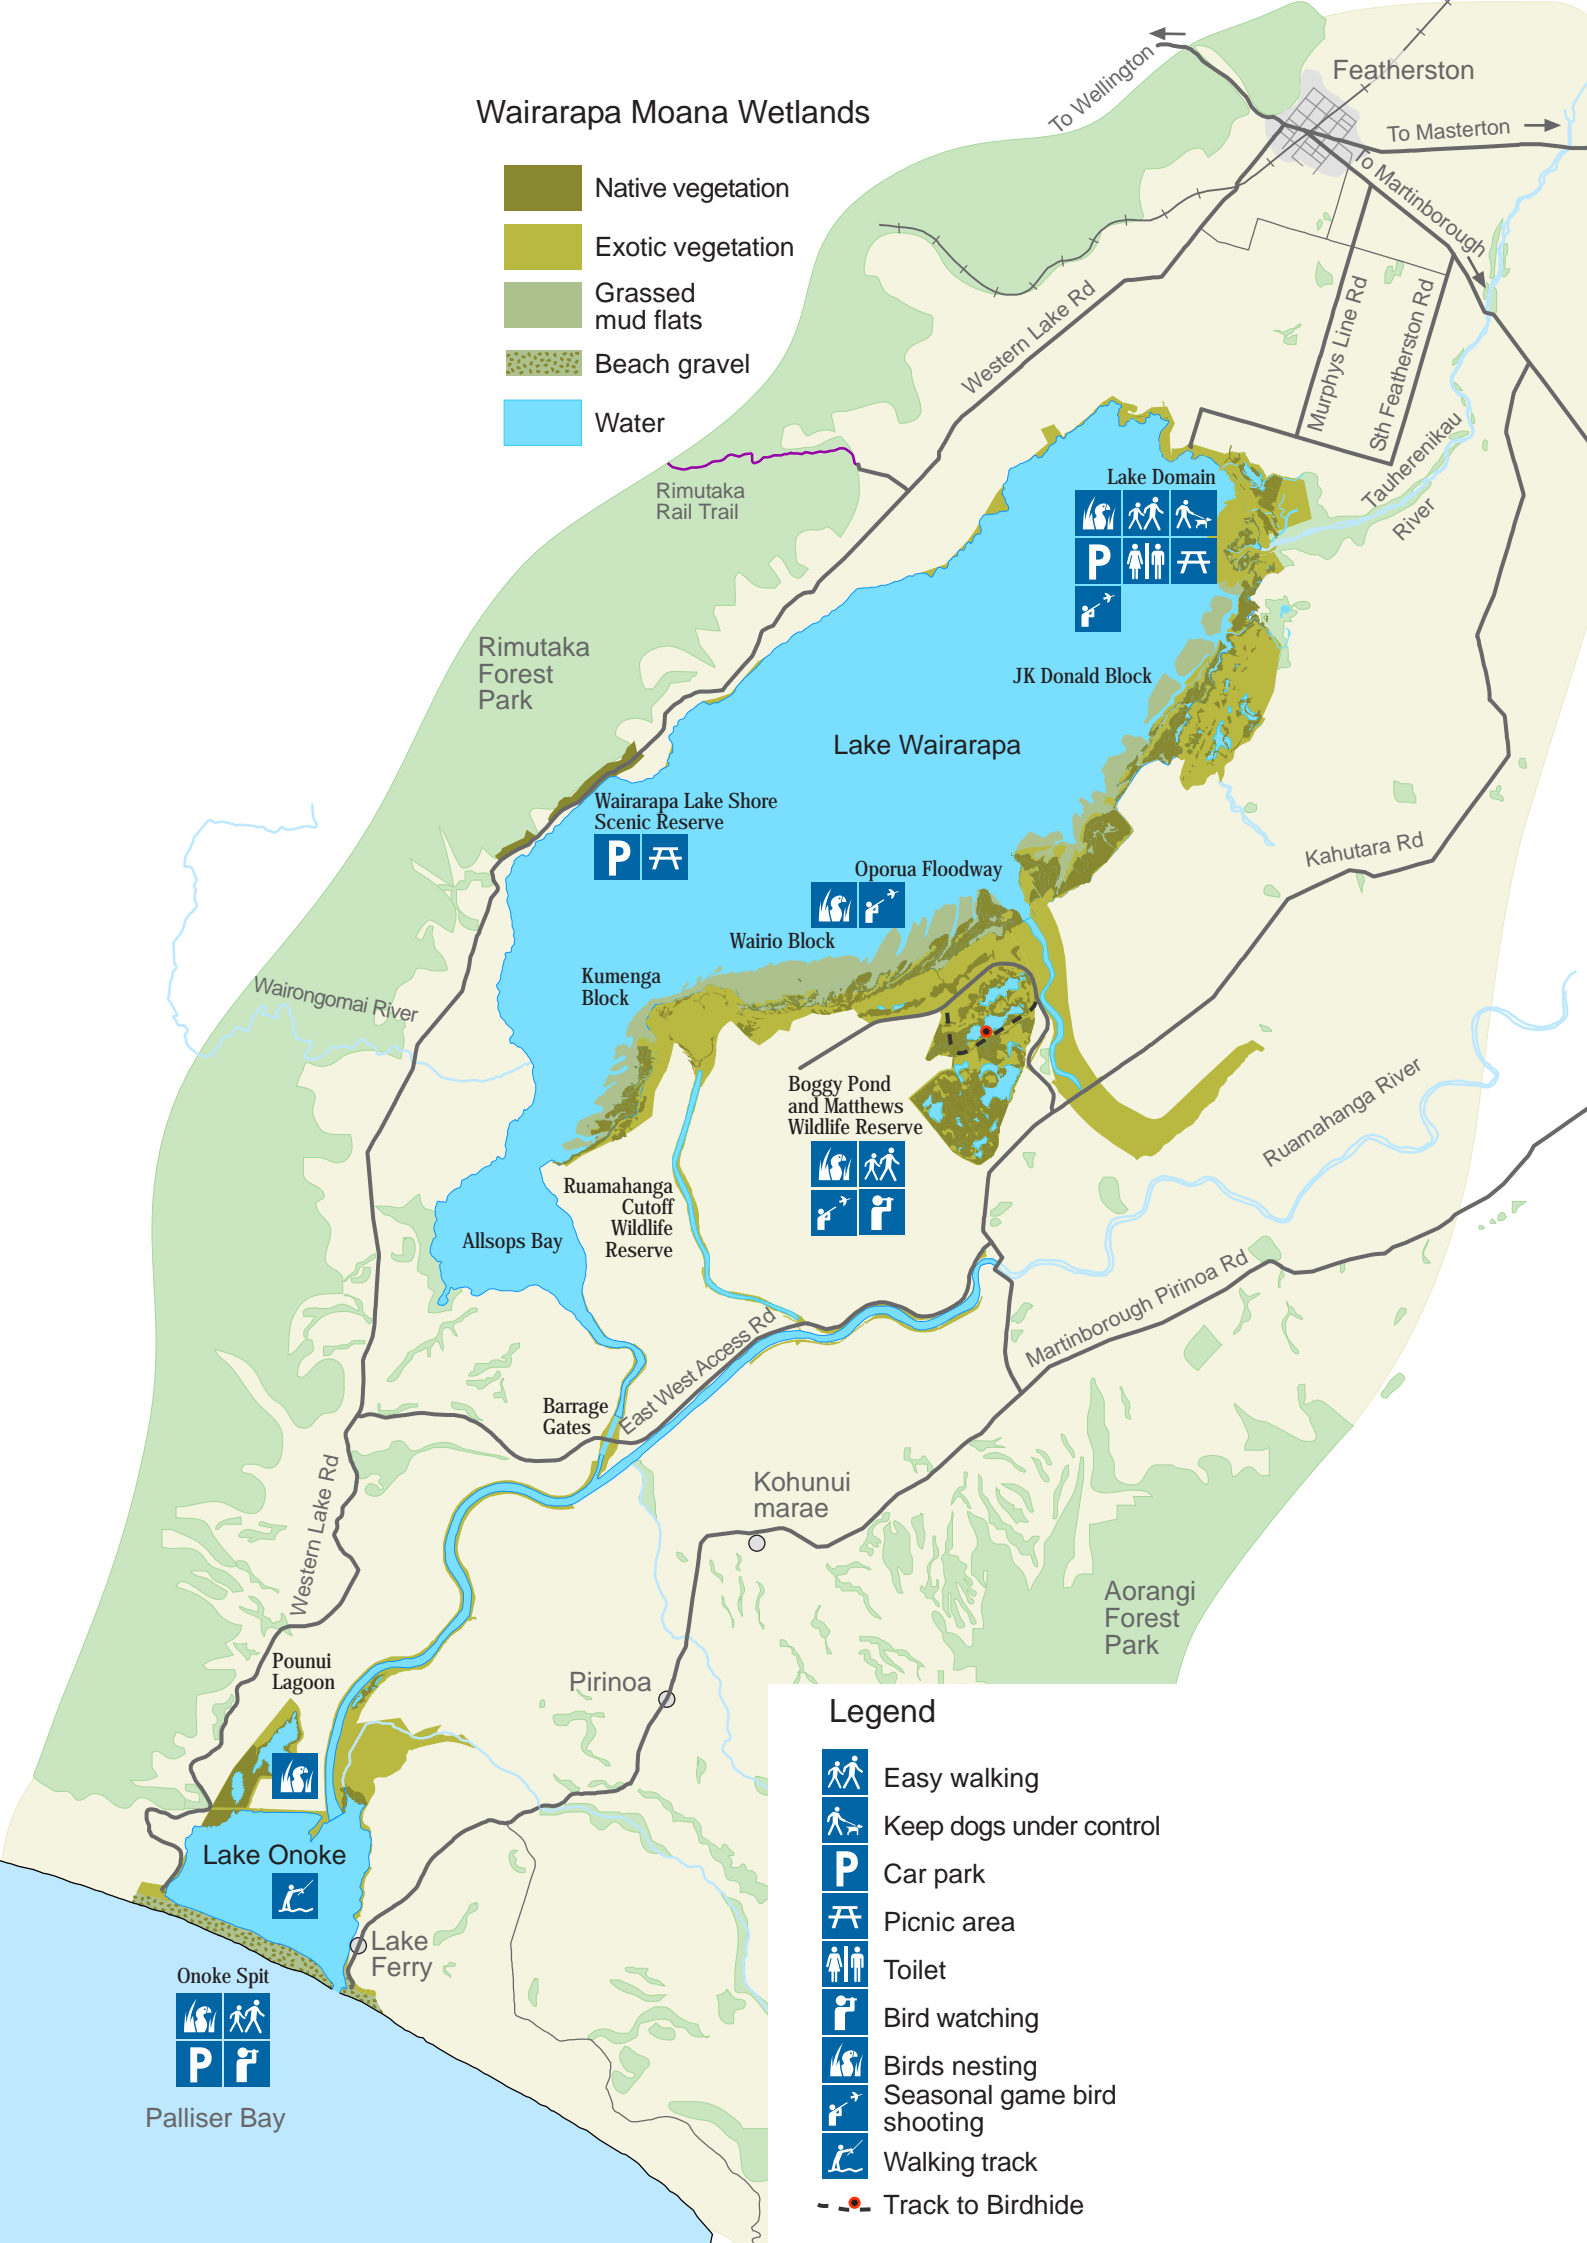 Featherston
To Wellington
To Masterton
To Martinborough
Wairarapa Moana Wetlands
Native vegetation
Exotic vegetation
Grassed
mud flats
Beach gravel
Water
Western Lake Rd
Murphys Line Rd
Sth Featherston Rd
Tauherenikau
River
Rimutaka
Rail Trail
Lake Domain
P
Rimutaka
Forest
Park
JK Donald Block
Lake Wairarapa
Wairarapa Lake Shore
Scenic Reserve
P
Kahutara Rd
Oporua Floodway
Wairio Block
Kumenga
Block
Wairongomai River
Boggy Pond
and Matthews
Wildlife Reserve
Ruamahanga River
Ruamahanga
Cutoff
Wildlife
Reserve
Allsops Bay
Martinborough Pirinoa Rd
East West Access Rd
Barrage
Gates
Western Lake Rd
Kohunui
marae
Aorangi
Forest
Park
Pounui
Lagoon
Pirinoa
Lake Onoke
Lake
Ferry
Onoke Spit
P
Palliser Bay
Legend
Easy walking
Keep dogs under control
P
Car park
Picnic area
Toilet
Bird watching
Birds nesting
Seasonal game bird
shooting
Walking track
Track to Birdhide